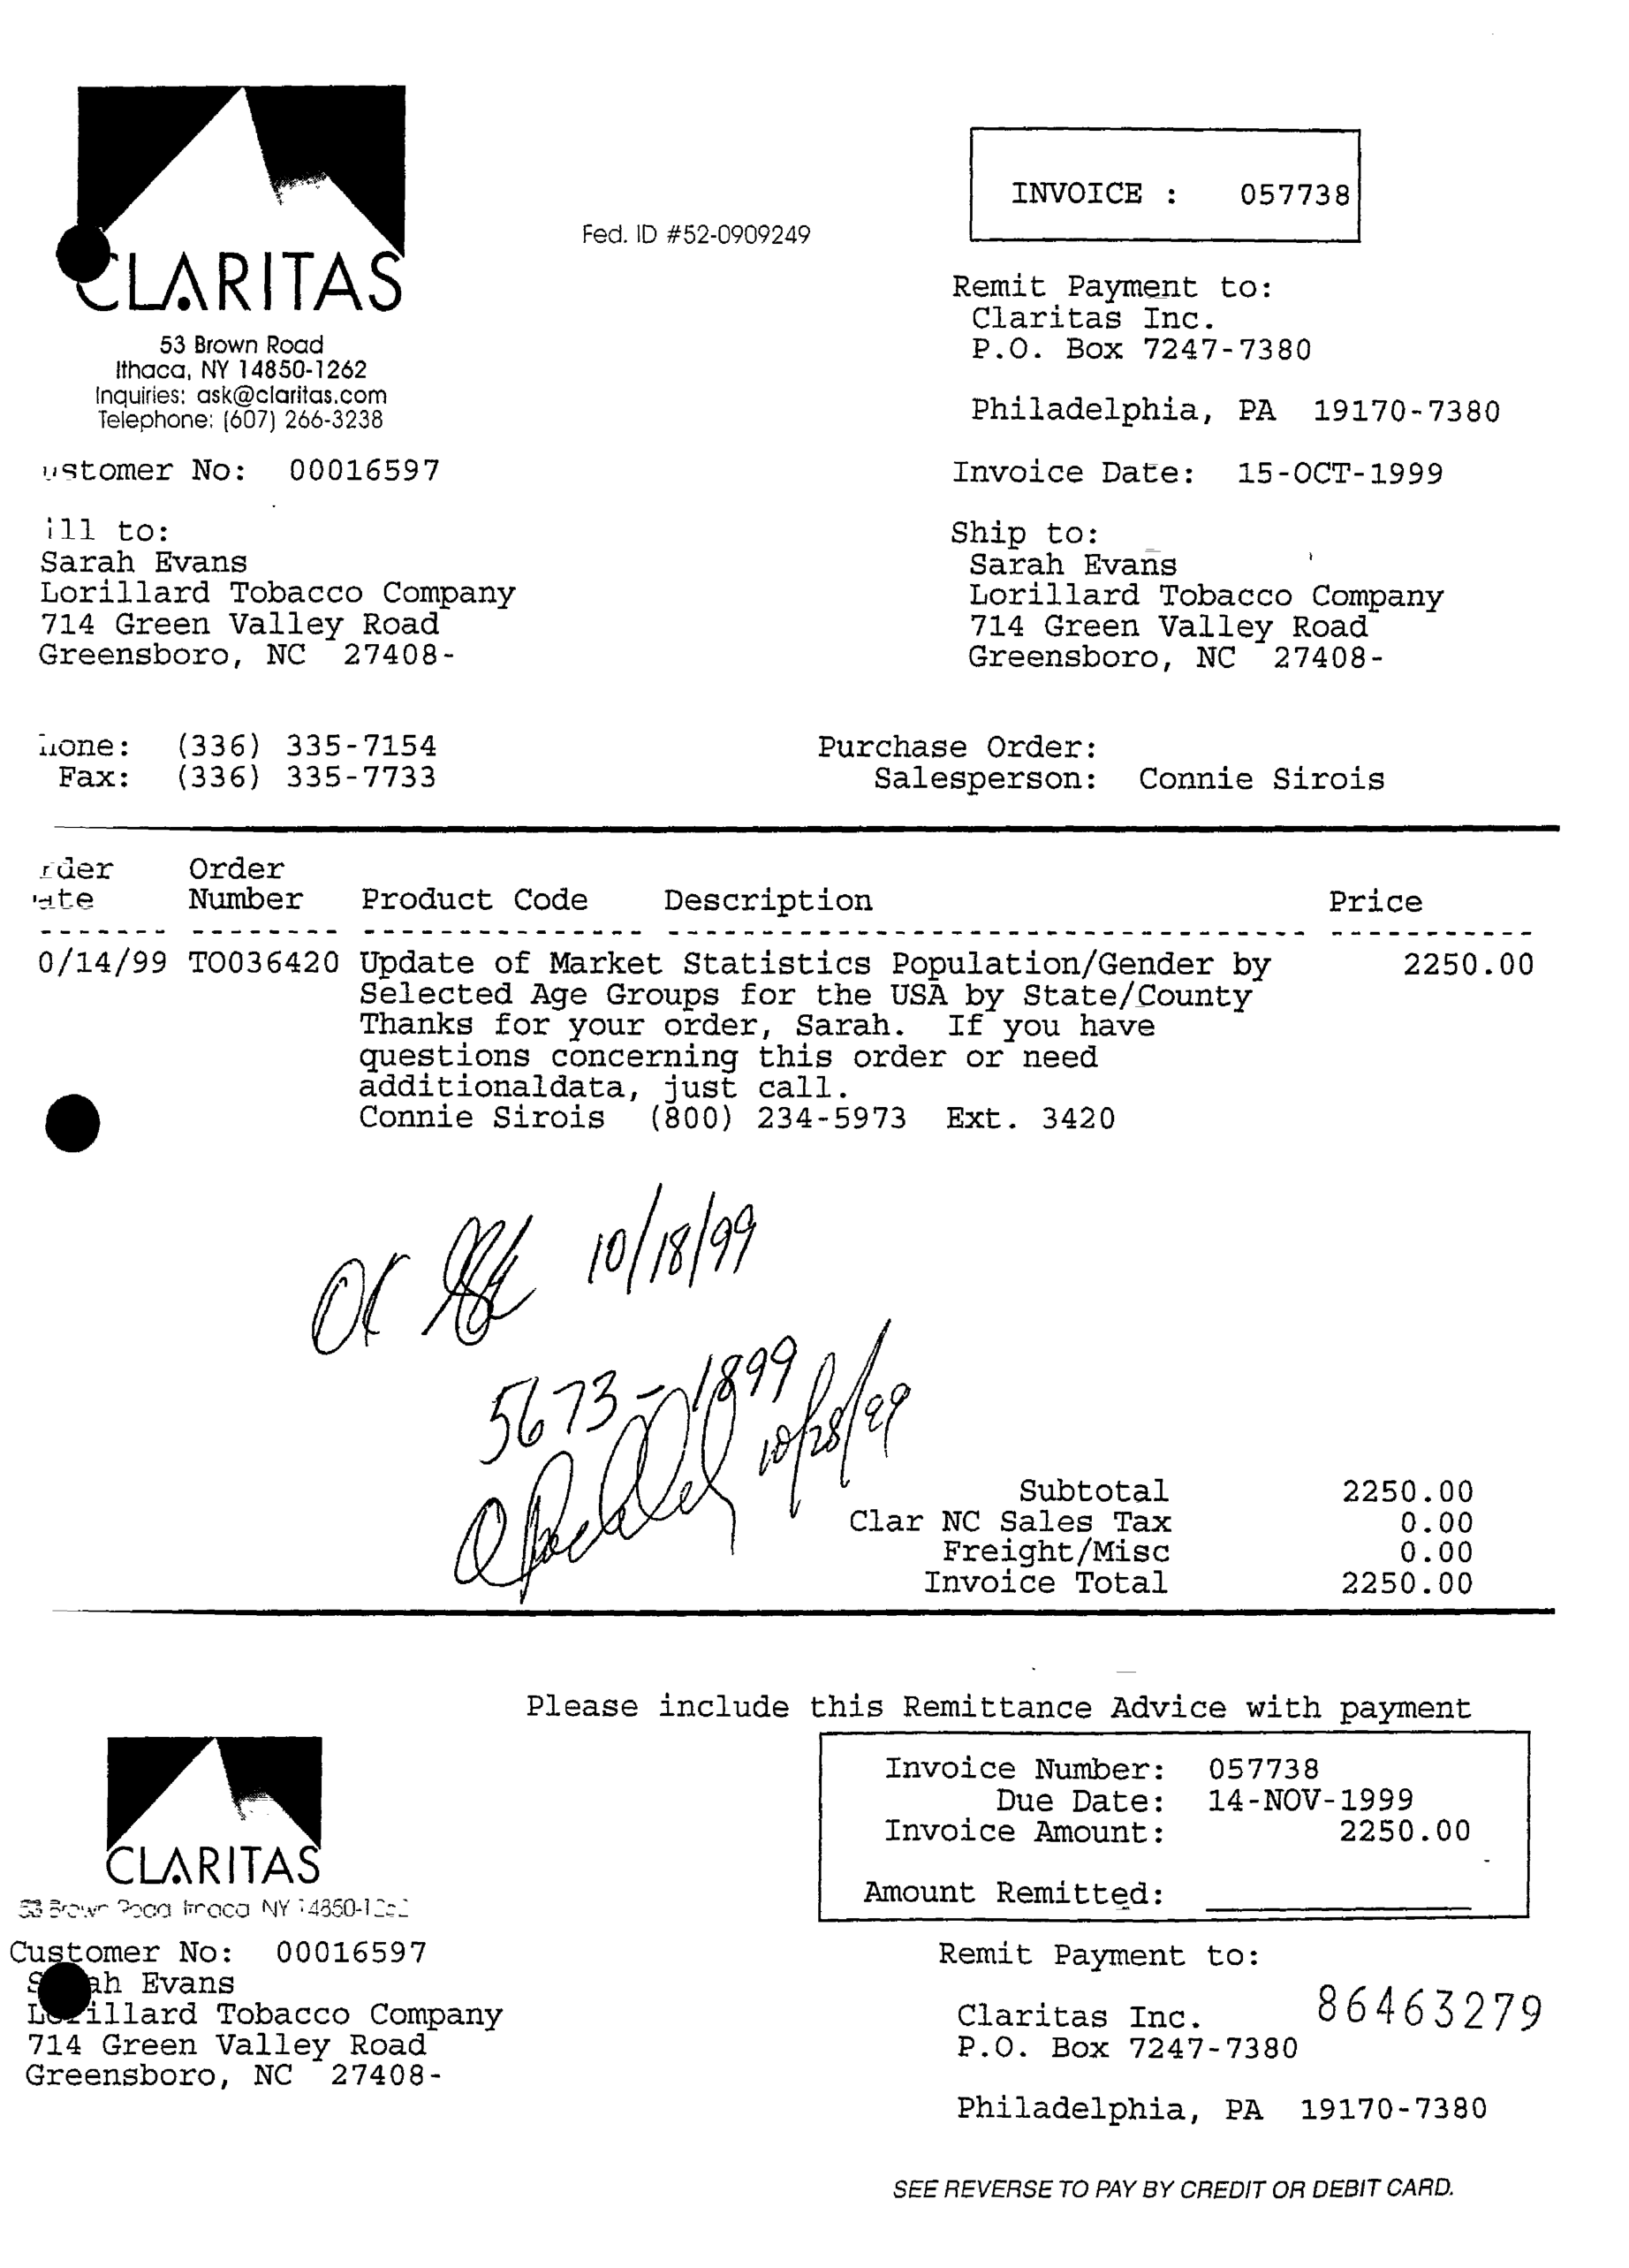 CLARITAS
53 Brown Road
Ithaca, NY 14850-1262
Inquiries: ask@claritas.com
Telephone: (607) 266-3238
Fed. ID #52-0909249
INVOICE : 057738
Remit Payment to:
Claritas Inc.
P.O. Box 7247-7380
Philadelphia, PA 19170-7380
ustomer No: 00016597
Invoice Date: 15-OCT-1999
ill to:
Sarah Evans
Lorillard Tobacco Company
714 Green Valley Road
Greensboro, NC 27408-
Ship to:
Sarah Evans
Lorillard Tobacco Company
714 Green Valley Road
Greensboro, NC 27408-
hone: (336) 335-7154
Fax: (336) 335-7733
Purchase Order:
Salesperson: Connie Sirois
rder Order
ate Number Product Code Description Price
0/14/99 TO036420 Update of Market Statistics Population/Gender by 2250.00
Selected Age Groups for the USA by State/County
Thanks for your order, Sarah. If you have
questions concerning this order or need
additionaldata, just call.
Connie Sirois (800) 234-5973 Ext. 3420
OK 10/18/99
5673-1899
10/28/99
Subtotal 2250.00
Clar NC Sales Tax 0.00
Freight/Misc 0.00
Invoice Total 2250.00
Please include this Remittance Advice with payment
CLARITAS
53 Brown Road Ithaca NY 14850-1262
Invoice Number: 057738
Due Date: 14-NOV-1999
Invoice Amount: 2250.00
Amount Remitted:
Customer No: 00016597
Sarah Evans
Lorillard Tobacco Company
714 Green Valley Road
Greensboro, NC 27408-
Remit Payment to:
Claritas Inc.
P.O. Box 7247-7380
Philadelphia, PA 19170-7380
86463279
SEE REVERSE TO PAY BY CREDIT OR DEBIT CARD.